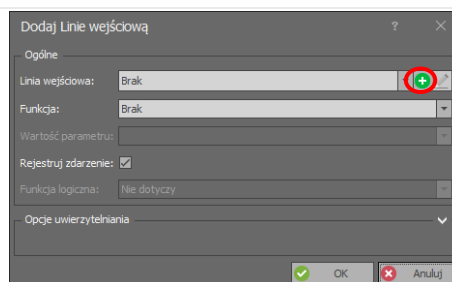 Dodaj Linie wejściową ? ×
Ogólne
Linia wejściowa: Brak
Funkcja: Brak
Wartość parametru:
Rejestruj zdarzenie:
Funkcja logiczna: Nie dotyczy
Opcje uwierzytelniania
OK Anuluj